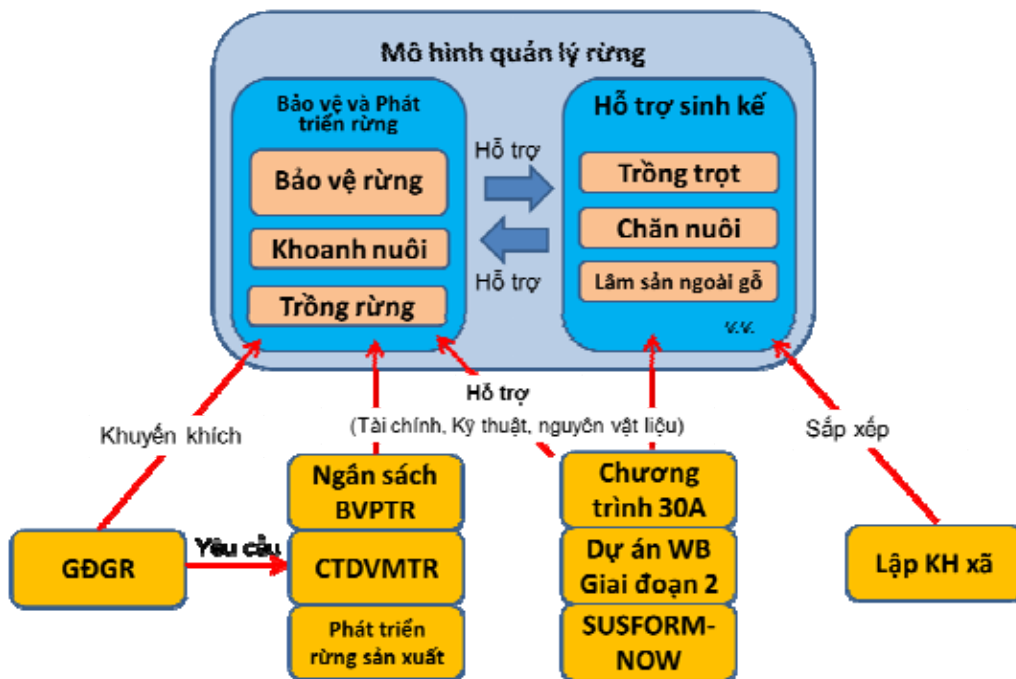 Mô hình quản lý rừng
Bảo vệ và Phát
triển rừng
Bảo vệ rừng
Khoanh nuôi
Trồng rừng
Hỗ trợ
Hỗ trợ
Hỗ trợ sinh kế
Trồng trọt
Chăn nuôi
Lâm sản ngoài gỗ
v.v.
Khuyến khích
Hỗ trợ
(Tài chính, Kỹ thuật, nguyên vật liệu)
Sắp xếp
GĐGR
Yêu cầu
Ngân sách
BVPTR
CTDVMTR
Phát triển
rừng sản xuất
Chương
trình 30A
Dự án WB
Giai đoạn 2
SUSFORM-
NOW
Lập KH xã